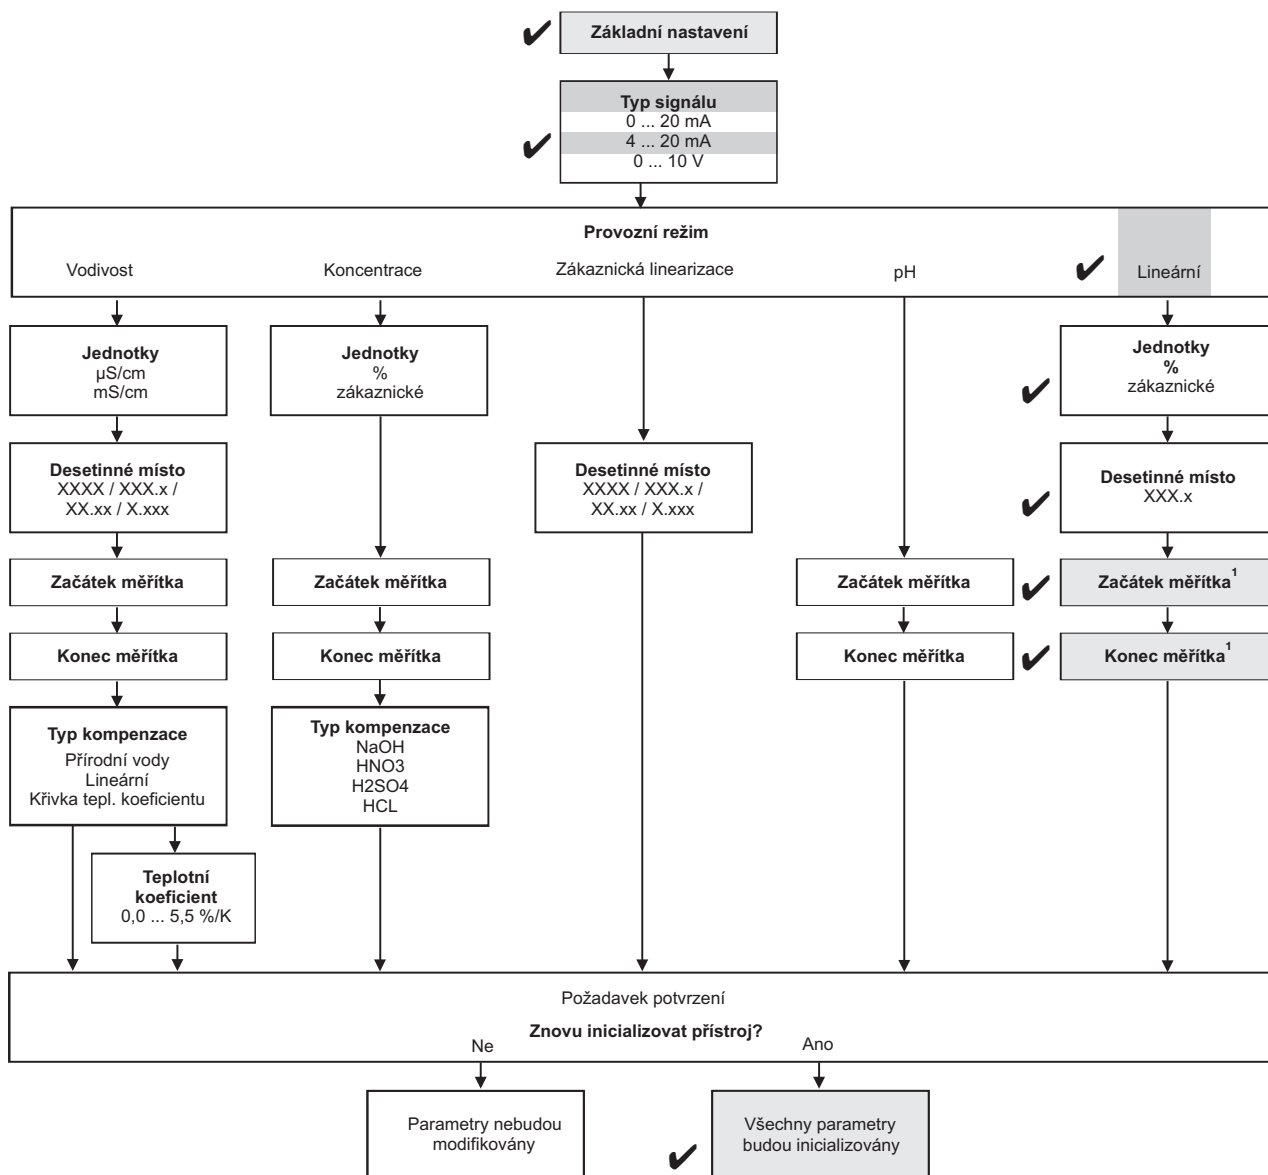 Základní nastavení
Typ signálu
0 ... 20 mA
4 ... 20 mA
0 ... 10 V
Provozní režim
Vodivost
Koncentrace
Zákaznická linearizace
pH
Lineární
Jednotky
µS/cm
mS/cm
Jednotky
%
zákaznické
Jednotky
%
zákaznické
Desetinné místo
XXXX / XXX.x /
XX.xx / X.xxx
Desetinné místo
XXXX / XXX.x /
XX.xx / X.xxx
Desetinné místo
XXX.x
Začátek měřítka
Začátek měřítka
Začátek měřítka
Začátek měřítka¹
Konec měřítka
Konec měřítka
Konec měřítka
Konec měřítka¹
Typ kompenzace
Přírodní vody
Lineární
Křivka tepl. koeficientu
Typ kompenzace
NaOH
HNO3
H2SO4
HCL
Teplotní
koeficient
0,0 ... 5,5 %/K
Požadavek potvrzení
Znovu inicializovat přístroj?
Ne
Ano
Parametry nebudou
modifikovány
Všechny parametry
budou inicializovány